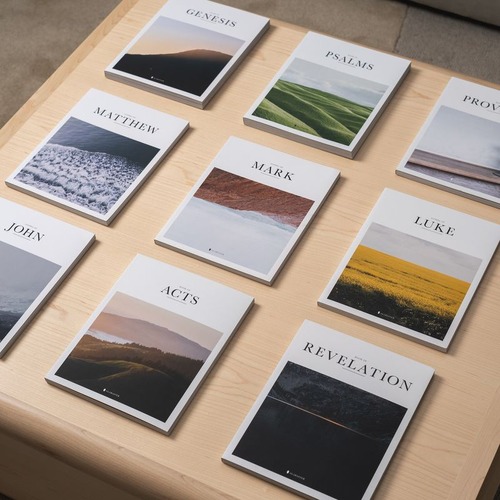 GENESIS
PSALMS
PROV
MATTHEW
MARK
LUKE
JOHN
ACTS
REVELATION